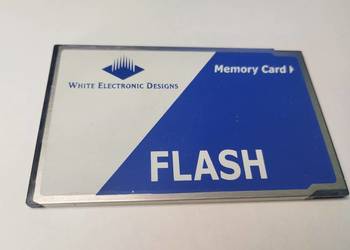 White Electronic Designs
Memory Card
FLASH